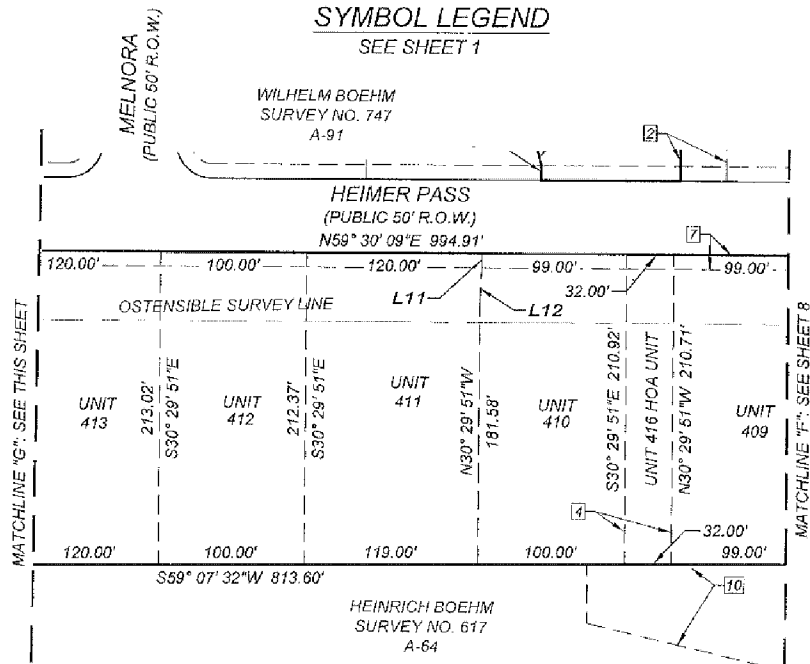 SYMBOL LEGEND
SEE SHEET 1
MELNORA
(PUBLIC 50' R.O.W.)
WILHELM BOEHM
SURVEY NO. 747
A-91
2
HEIMER PASS
(PUBLIC 50' R.O.W.)
N59° 30' 09"E 994.91'
7
120.00'
100.00'
120.00'
99.00'
99.00'
32.00'
L11
L12
OSTENSIBLE SURVEY LINE
MATCHLINE "G": SEE THIS SHEET
UNIT
413
213.02'
S30° 29' 51"E
UNIT
412
212.37'
S30° 29' 51"E
UNIT
411
N30° 29' 51"W
181.58'
UNIT
410
S30° 29' 51"E 210.92'
UNIT 416 HOA UNIT
N30° 29' 51"W 210.71'
UNIT
409
MATCHLINE "F": SEE SHEET 8
4
32.00'
120.00'
100.00'
119.00'
100.00'
99.00'
S59° 07' 32"W 813.60'
10
HEINRICH BOEHM
SURVEY NO. 617
A-64